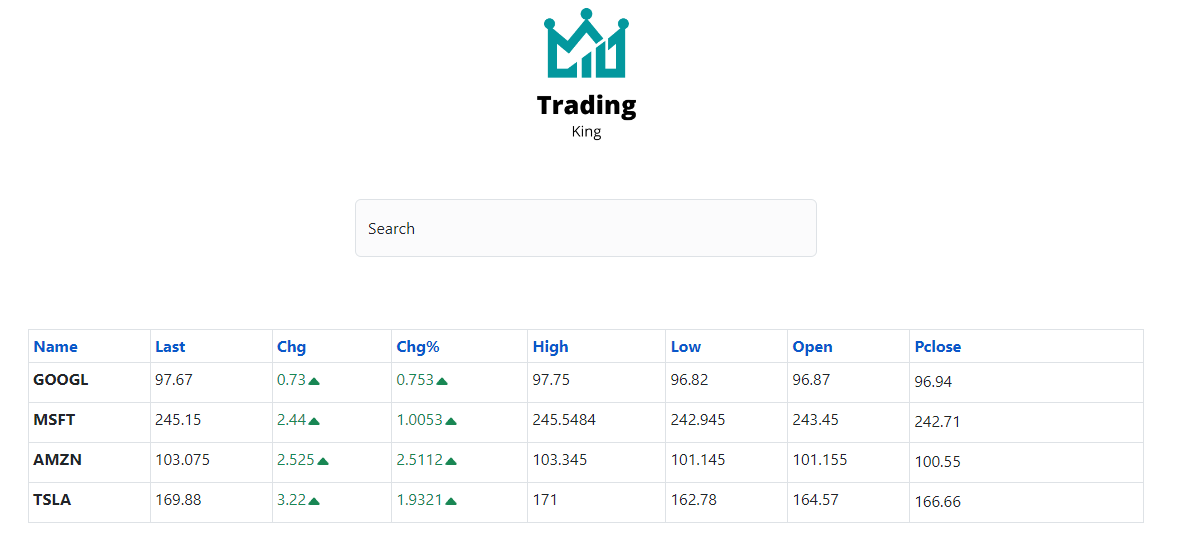 Trading
King
Search
Name Last Chg Chg% High Low Open Pclose
GOOGL 97.67 0.73 0.753 97.75 96.82 96.87 96.94
MSFT 245.15 2.44 1.0053 245.5484 242.945 243.45 242.71
AMZN 103.075 2.525 2.5112 103.345 101.145 101.155 100.55
TSLA 169.88 3.22 1.9321 171 162.78 164.57 166.66